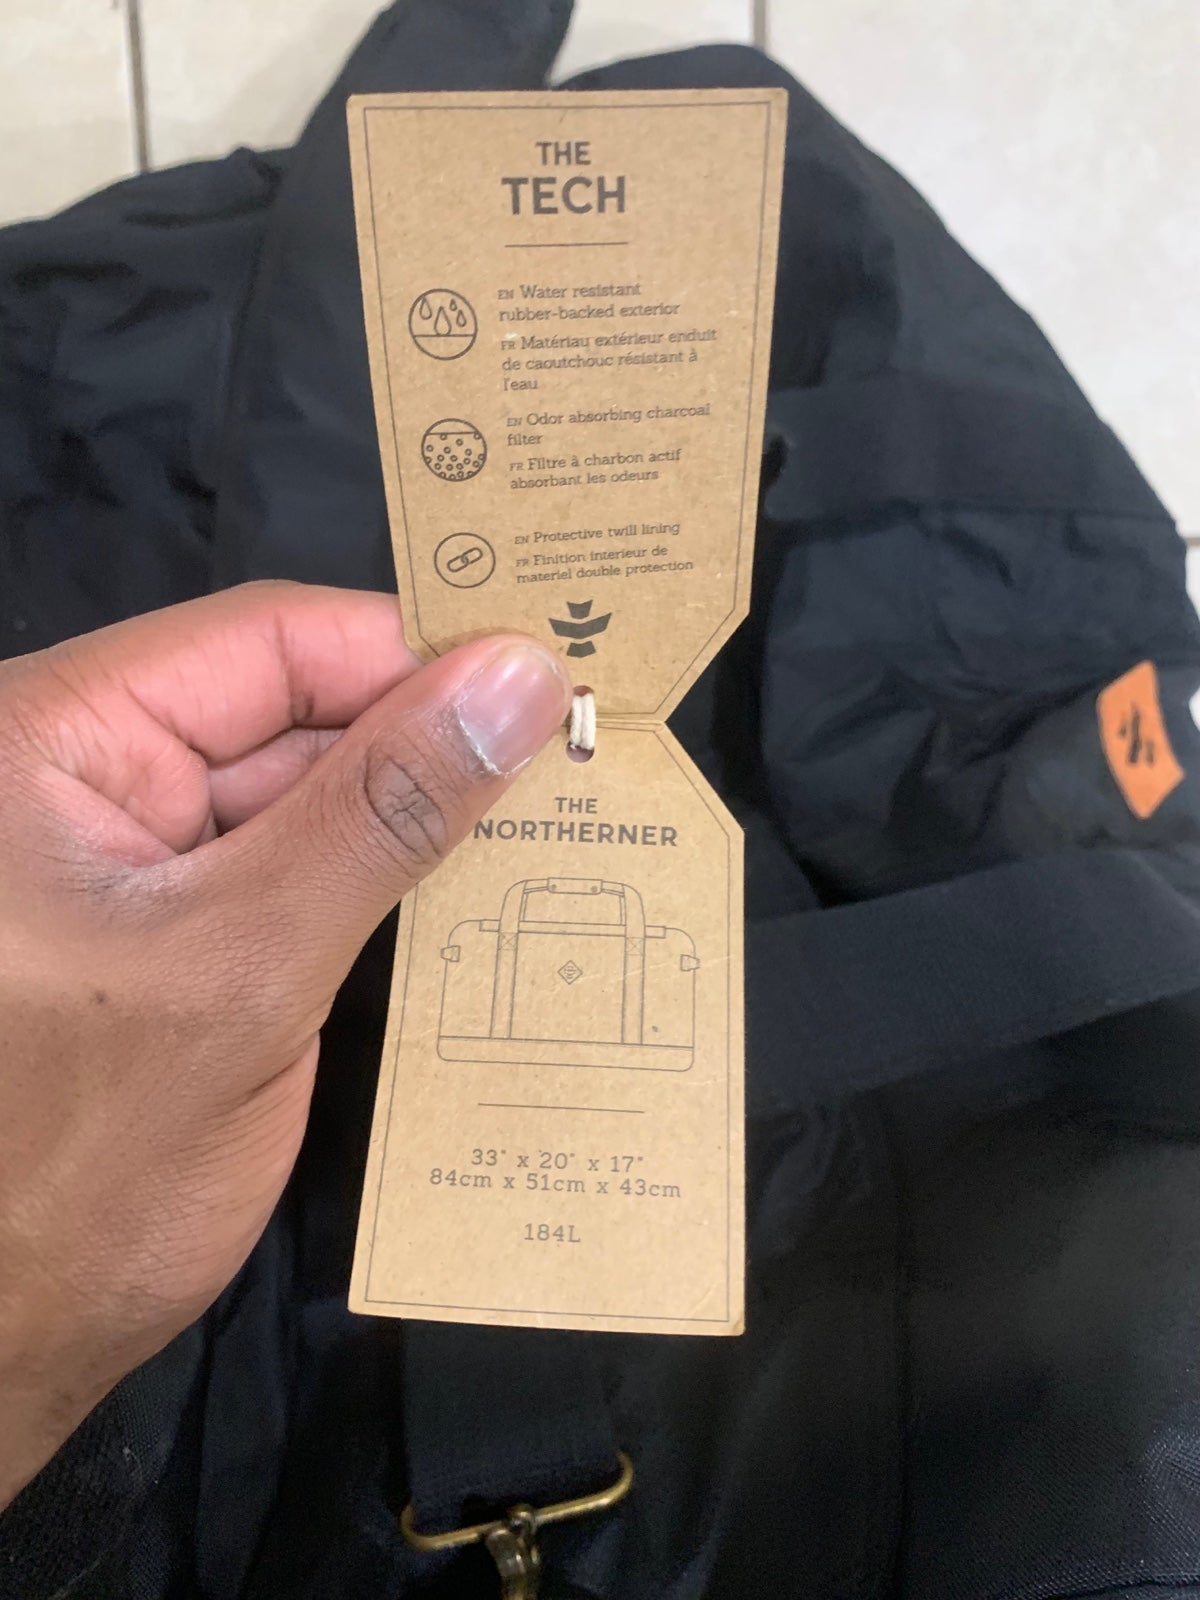 THE
TECH
EN Water resistant
rubber-backed exterior
FR Matériau extérieur enduit
de caoutchouc résistant à
l'eau
EN Odor absorbing charcoal
filter
FR Filtre à charbon actif
absorbant les odeurs
EN Protective twill lining
FR Finition interieur de
materiel double protection
THE
NORTHERNER
33" x 20" x 17"
84cm x 51cm x 43cm
184L